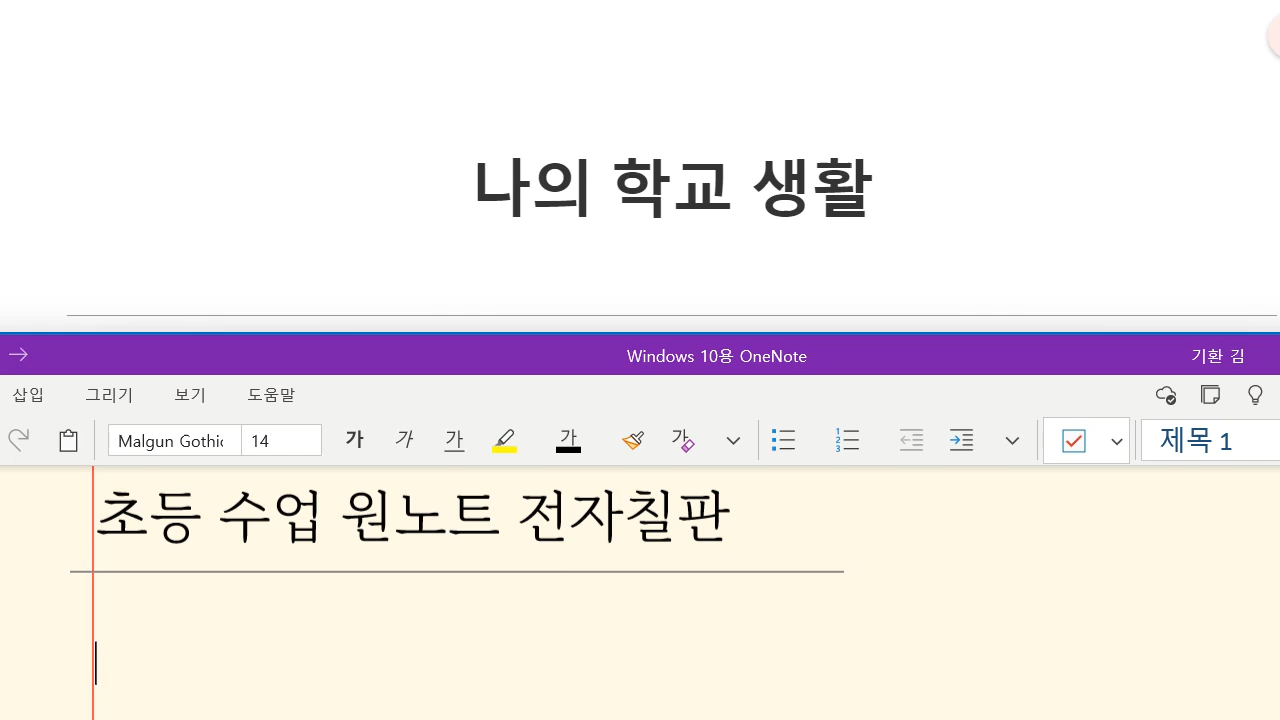 나의 학교 생활
Windows 10용 OneNote
기환 김
삽입 그리기 보기 도움말
Malgun Gothic 14 가 가 가 가 가 제목 1
초등 수업 원노트 전자칠판